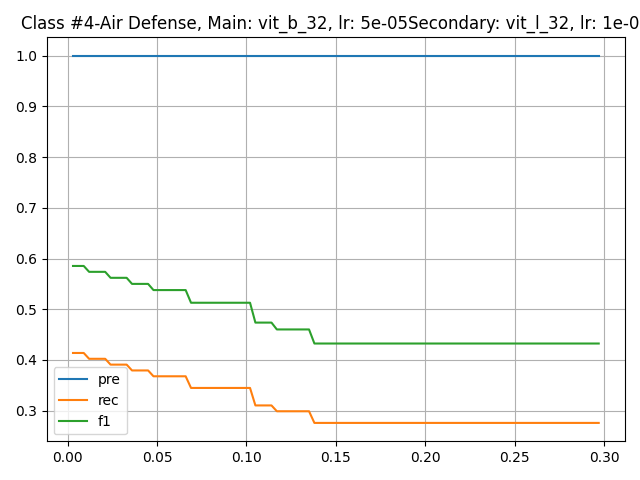 Class #4-Air Defense, Main: vit_b_32, lr: 5e-05Secondary: vit_l_32, lr: 1e-0
1.0
0.9
0.8
0.7
0.6
0.5
0.4
0.3
pre
rec
f1
0.00 0.05 0.10 0.15 0.20 0.25 0.30